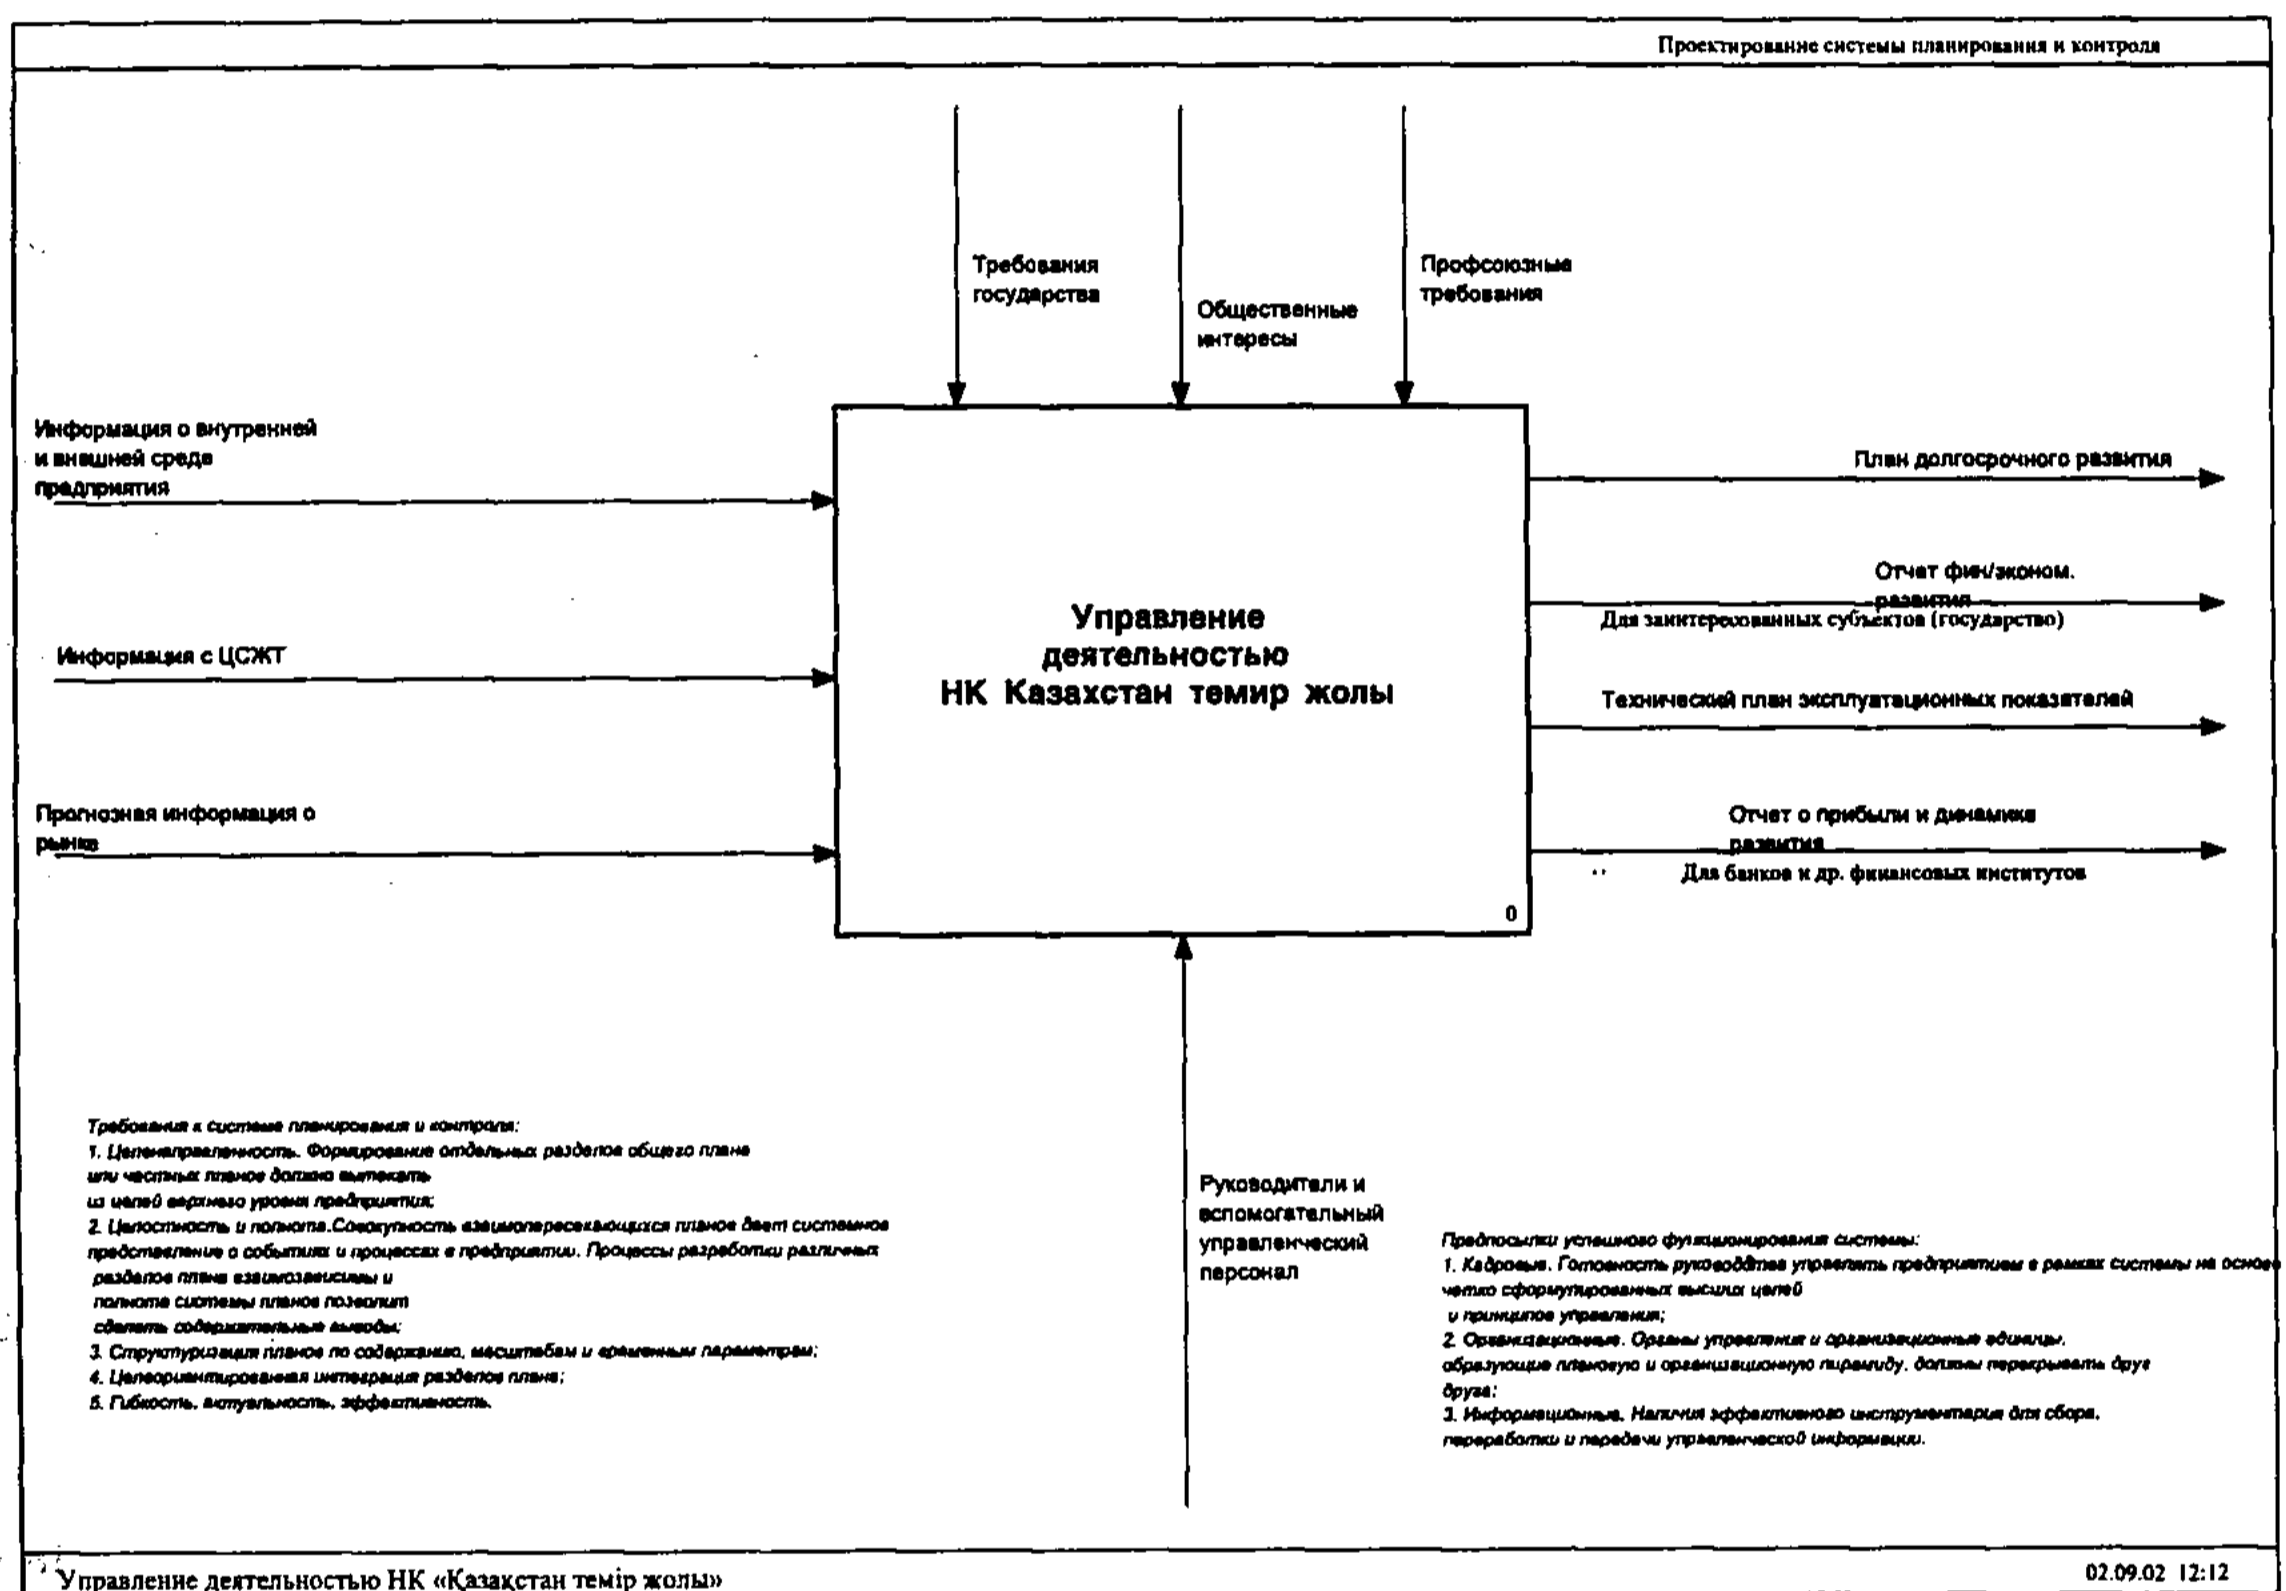 Проектирование системы планирования и контроля
Требования
государства
Общественные
интересы
Профсоюзные
требования
Информация о внутренней
и внешней среде
предприятия
Информация с ЦСЖТ
Прогнозная информация о
рынке
Управление
деятельностью
НК Казахстан темир жолы
0
План долгосрочного развития
Отчет фин/эконом.
развития
Для заинтересованных субъектов (государство)
Технический план эксплуатационных показателей
Отчет о прибыли и динамике
развития
Для банков и др. финансовых институтов
Руководители и
вспомогательный
управленческий
персонал
Требования к системе планирования и контроля:
1. Целенаправленность. Формирование отдельных разделов общего плана
или частных планов должно вытекать
из целей верхнего уровня предприятия;
2. Целостность и полнота.Совокупность взаимопересекающихся планов дает системное
представление о событиях и процессах в предприятии. Процессы разработки различных
разделов плана взаимозависимы и
полнота системы планов позволит
сделать содержательные выводы;
3. Структуризация планов по содержанию, масштабам и временным параметрам;
4. Целеориентированная интеграция разделов плана;
5. Гибкость, актуальность, эффективность.
Предпосылки успешного функционирования системы:
1. Кадровые. Готовность руководства управлять предприятием в рамках системы на основе
четко сформулированных высших целей
и принципов управления;
2. Организационные. Органы управления и организационные единицы,
образующие плановую и организационную пирамиду, должны перекрывать друг
друга;
3. Информационные. Наличия эффективного инструментария для сбора,
переработки и передачи управленческой информации.
Управление деятельностью НК «Қазақстан темір жолы»
02.09.02 12:12